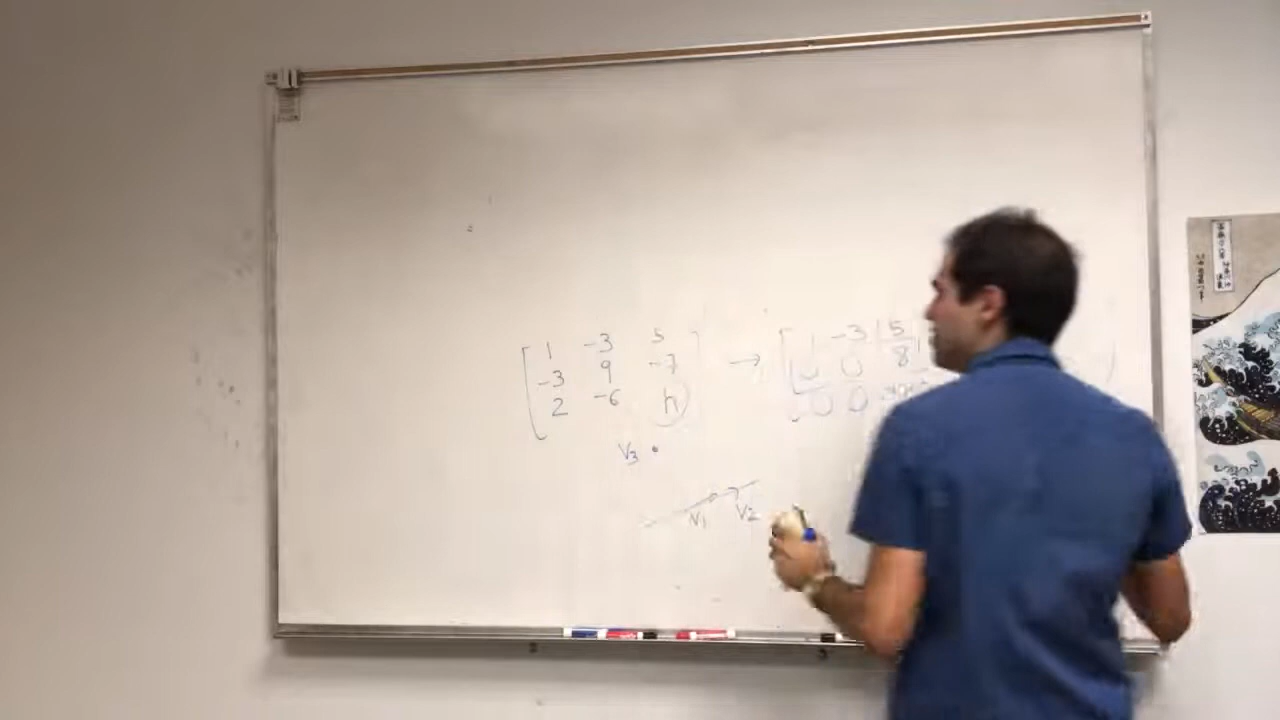 1 -3 5 → 1 -3 5
-3 9 -7 0 0 8
2 -6 h 0 0
V3
V1 V2